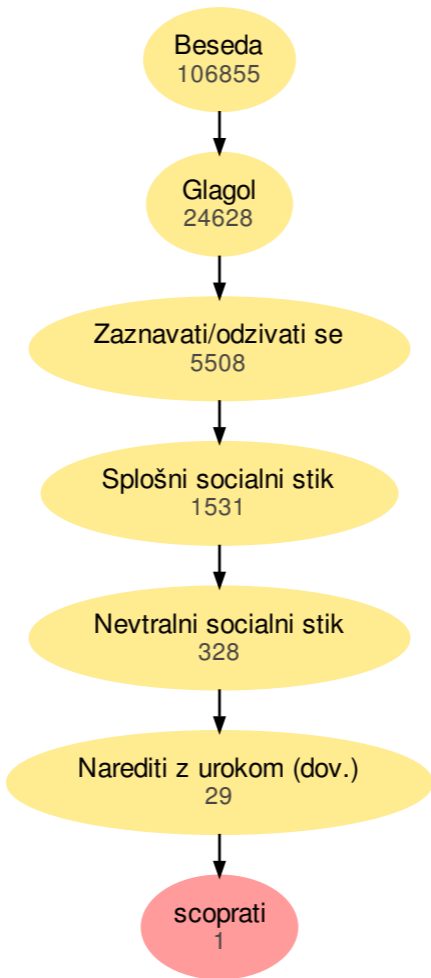 Beseda
106855
Glagol
24628
Zaznavati/odzivati se
5508
Splošni socialni stik
1531
Nevtralni socialni stik
328
Narediti z urokom (dov.)
29
scoprati
1